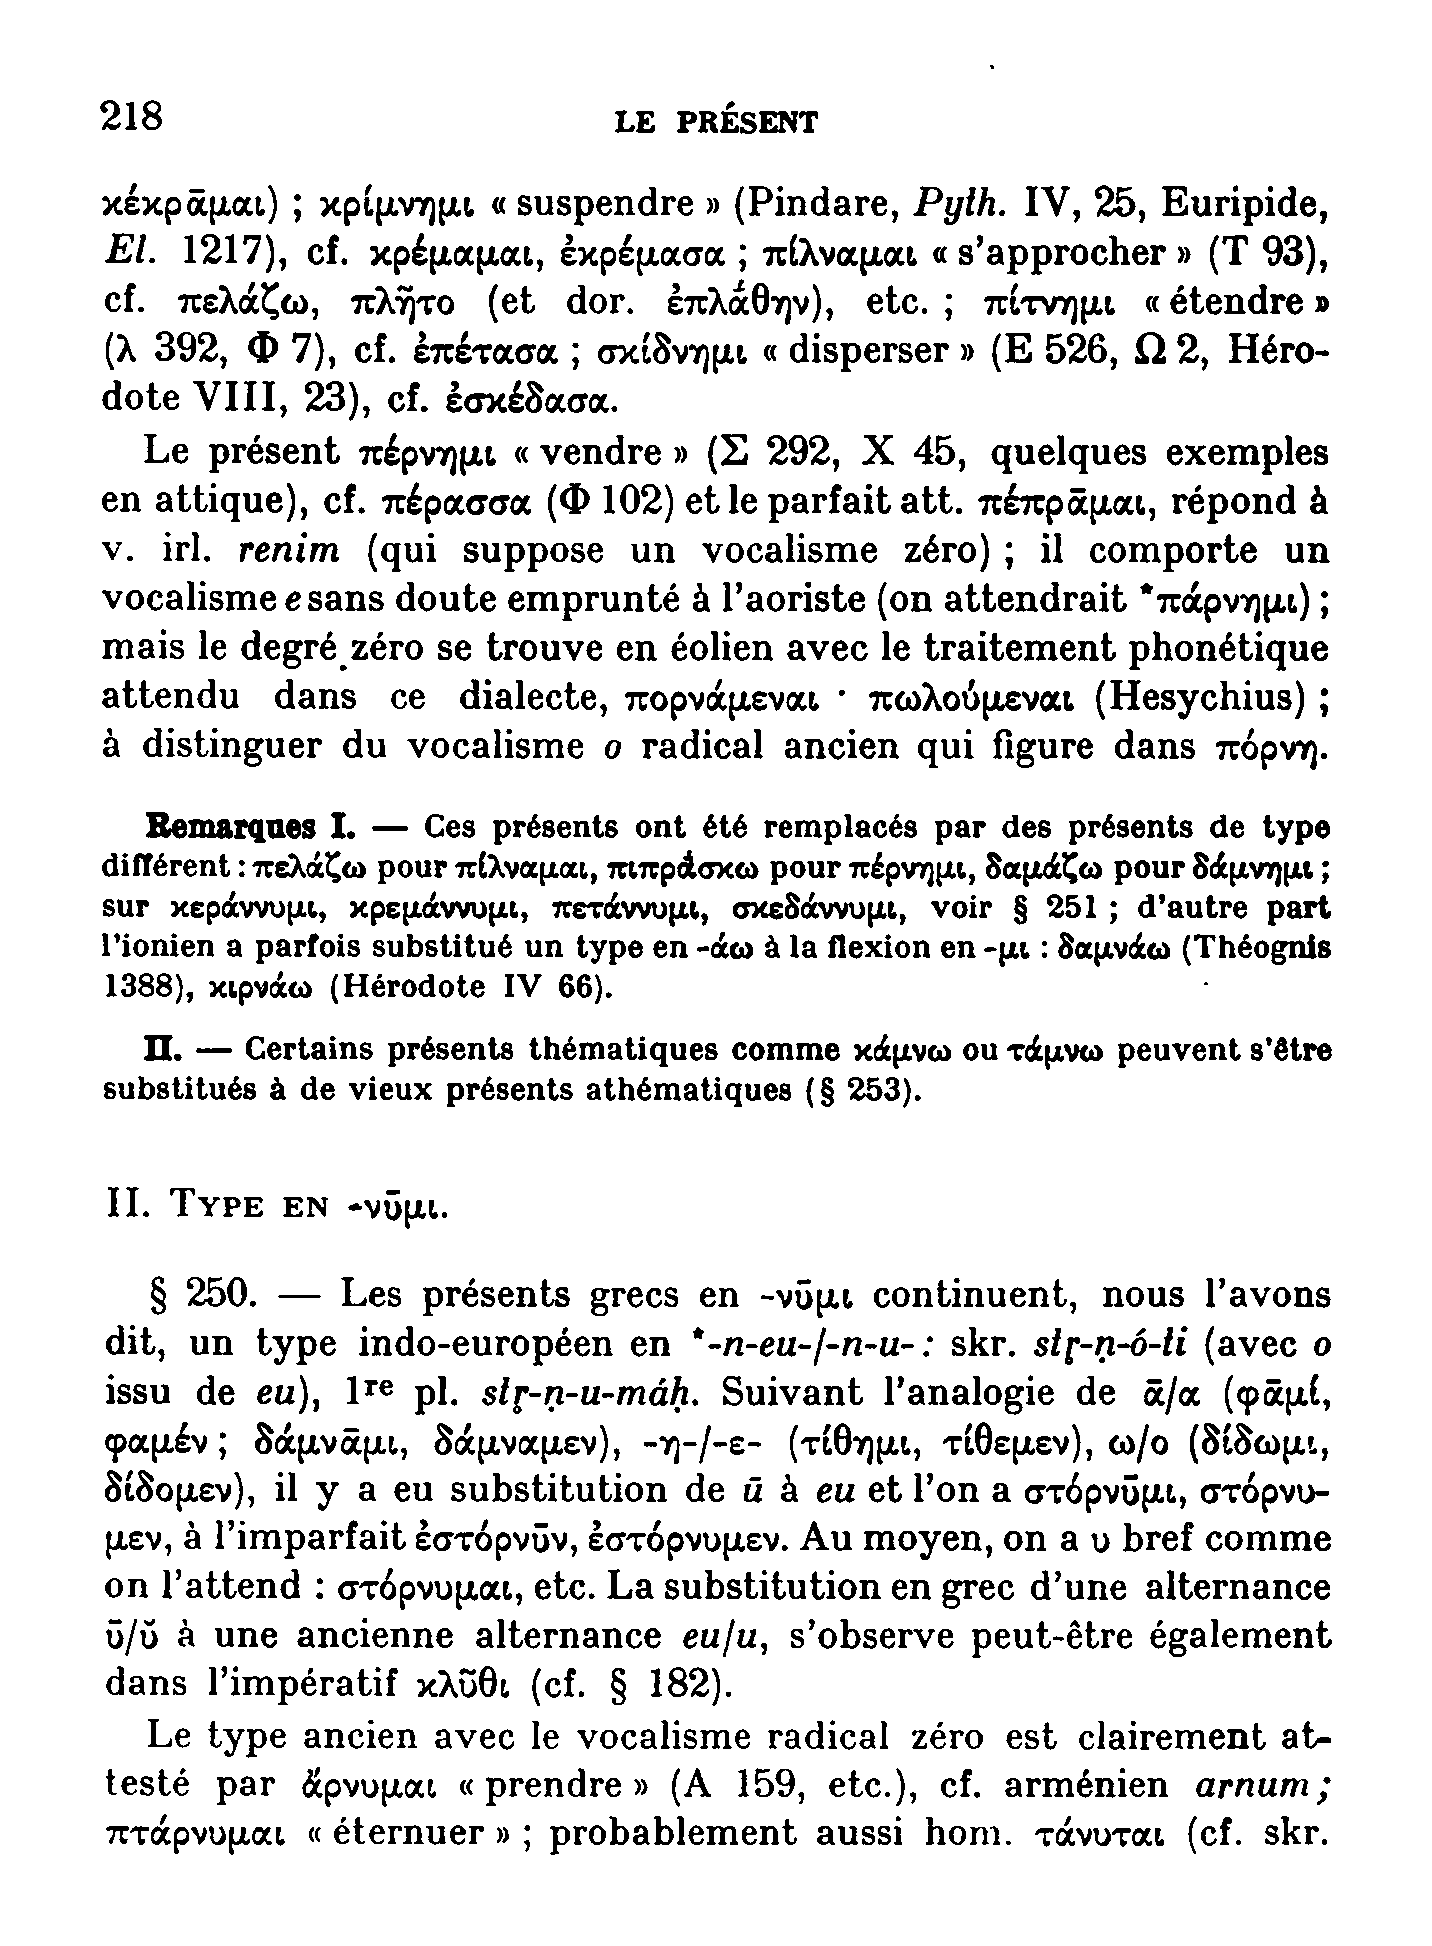 218
LE PRÉSENT
κέκρᾱμαι) ; κρίμνημι « suspendre » (Pindare, Pyth. IV, 25, Euripide,
El. 1217), cf. κρέμαμαι, ἐκρέμασα ; πίλναμαι « s'approcher » (T 93),
cf. πελάζω, πλῆτο (et dor. ἐπλᾱ́θην), etc. ; πίτνημι « étendre »
(λ 392, Φ 7), cf. ἐπέτασα ; σκίδνημι « disperser » (E 526, Ω 2, Héro-
dote VIII, 23), cf. ἐσκέδασα.
Le présent πέρνημι « vendre » (Σ 292, X 45, quelques exemples
en attique), cf. πέρασσα (Φ 102) et le parfait att. πέπρᾱμαι, répond à
v. irl. renim (qui suppose un vocalisme zéro) ; il comporte un
vocalisme e sans doute emprunté à l'aoriste (on attendrait *πάρνημι) ;
mais le degré zéro se trouve en éolien avec le traitement phonétique
attendu dans ce dialecte, πορνάμεναι · πωλούμεναι (Hesychius) ;
à distinguer du vocalisme o radical ancien qui figure dans πόρνη.
Remarques I. — Ces présents ont été remplacés par des présents de type
différent : πελάζω pour πίλναμαι, πιπρᾱ́σκω pour πέρνημι, δαμάζω pour δάμνημι ;
sur κεράννυμι, κρεμάννυμι, πετάννυμι, σκεδάννυμι, voir § 251 ; d'autre part
l'ionien a parfois substitué un type en -άω à la flexion en -μι : δαμνάω (Théognis
1388), κιρνάω (Hérodote IV 66).
II. — Certains présents thématiques comme κάμνω ou τάμνω peuvent s'être
substitués à de vieux présents athématiques (§ 253).
II. TYPE EN -νῡμι.
§ 250. — Les présents grecs en -νῡμι continuent, nous l'avons
dit, un type indo-européen en *-n-eu-/-n-u- : skr. stṛ-ṇ-ó-ti (avec o
issu de eu), 1re pl. stṛ-ṇ-u-máḥ. Suivant l'analogie de ᾱ/α (φᾱμί,
φαμέν ; δάμνᾱμι, δάμναμεν), -η-/-ε- (τίθημι, τίθεμεν), ω/ο (δίδωμι,
δίδομεν), il y a eu substitution de ū à eu et l'on a στόρνῡμι, στόρνυ-
μεν, à l'imparfait ἐστόρνῡν, ἐστόρνυμεν. Au moyen, on a υ bref comme
on l'attend : στόρνυμαι, etc. La substitution en grec d'une alternance
ῡ/ῠ à une ancienne alternance eu/u, s'observe peut-être également
dans l'impératif κλῦθι (cf. § 182).
Le type ancien avec le vocalisme radical zéro est clairement at-
testé par ἄρνυμαι « prendre » (A 159, etc.), cf. arménien arnum ;
πτάρνυμαι « éternuer » ; probablement aussi hom. τάνυται (cf. skr.